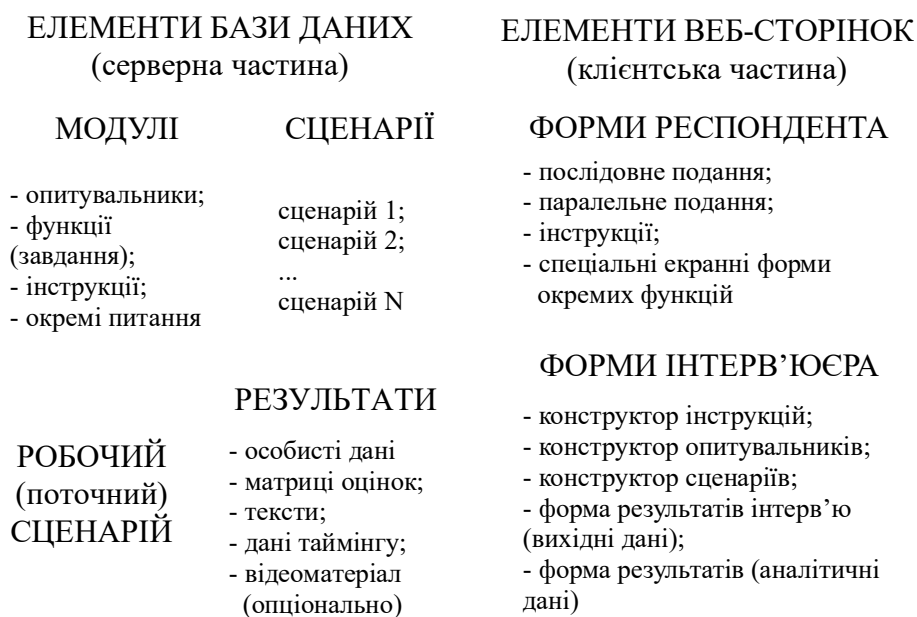 ЕЛЕМЕНТИ БАЗИ ДАНИХ
(серверна частина)
МОДУЛІ
- опитувальники;
- функції
(завдання);
- інструкції;
- окремі питання
СЦЕНАРІЇ
сценарій 1;
сценарій 2;
...
сценарій N
РОБОЧИЙ
(поточний)
СЦЕНАРІЙ
РЕЗУЛЬТАТИ
- особисті дані
- матриці оцінок;
- тексти;
- дані таймінгу;
- відеоматеріал
(опціонально)
ЕЛЕМЕНТИ ВЕБ-СТОРІНОК
(клієнтська частина)
ФОРМИ РЕСПОНДЕНТА
- послідовне подання;
- паралельне подання;
- інструкції;
- спеціальні екранні форми
окремих функцій
ФОРМИ ІНТЕРВ’ЮЄРА
- конструктор інструкцій;
- конструктор опитувальників;
- конструктор сценаріїв;
- форма результатів інтерв’ю
(вихідні дані);
- форма результатів (аналітичні
дані)